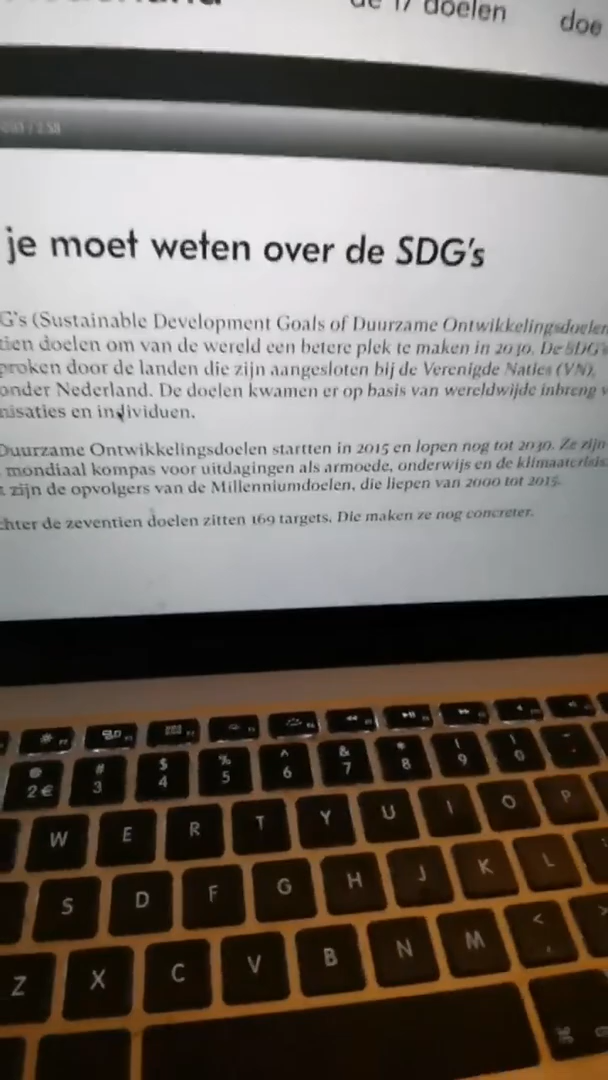 de 17 doelen doe
je moet weten over de SDG's
G's (Sustainable Development Goals of Duurzame Ontwikkelingsdoelen
tien doelen om van de wereld een betere plek te maken in 2030. De SDG's
proken door de landen die zijn aangesloten bij de Verenigde Naties (VN),
onder Nederland. De doelen kwamen er op basis van wereldwijde inbreng v
nisaties en individuen.
Duurzame Ontwikkelingsdoelen startten in 2015 en lopen nog tot 2030. Ze zijn
mondiaal kompas voor uitdagingen als armoede, onderwijs en de klimaatcrisis.
zijn de opvolgers van de Millenniumdoelen, die liepen van 2000 tot 2015.
chter de zeventien doelen zitten 169 targets. Die maken ze nog concreter.
@ # $ % ^ & * ( )
2 € 3 4 5 6 7 8 9 0
W E R T Y U I O P
S D F G H J K L
Z X C V B N M < ,
⌘